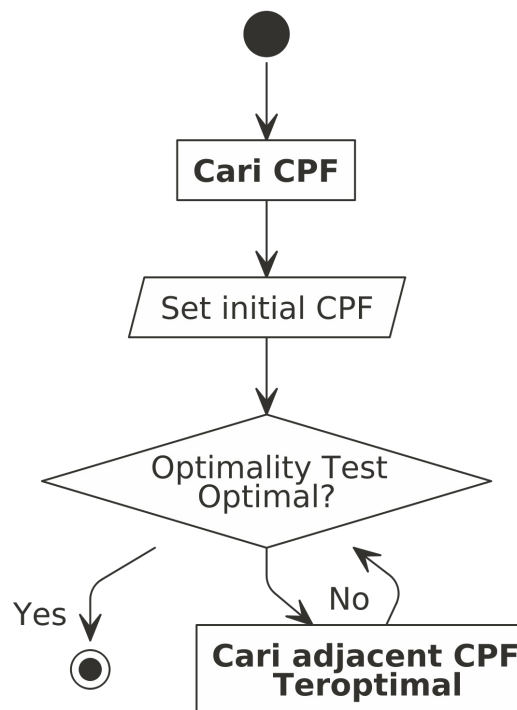 Cari CPF
Set initial CPF
Optimality Test
Optimal?
Yes
No
Cari adjacent CPF
Teroptimal